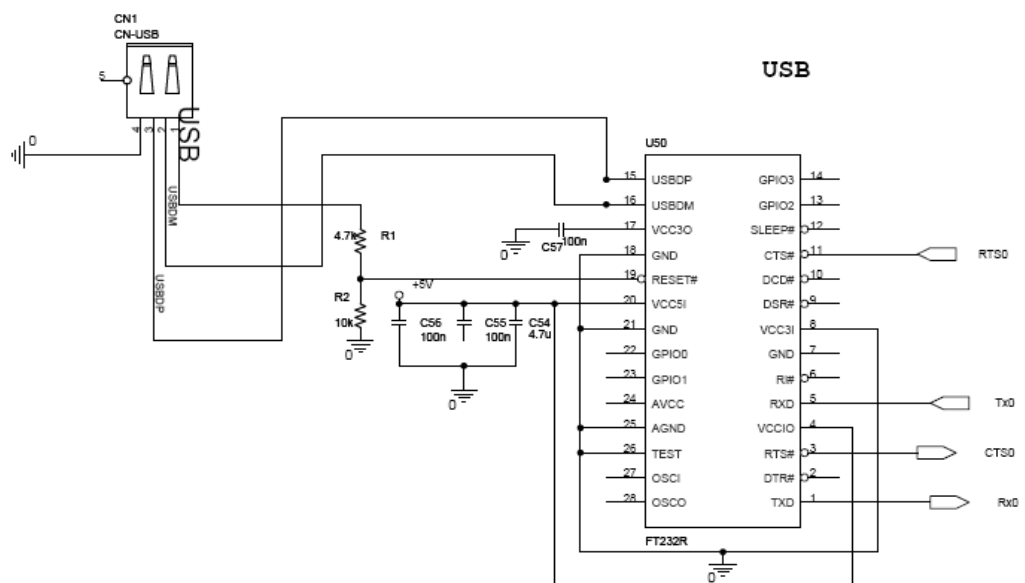 CN1
CN-USB
USB
5
USB
4
3
2
1
0
USBDM
USBDP
4.7k
R1
R2
10k
0
+5V
C56
100n
C55
100n
C54
4.7u
0
C57
100n
0
U50
15
USBDP
GPIO3
14
16
USBDM
GPIO2
13
17
VCC3O
SLEEP#
12
18
GND
CTS#
11
RTS0
19
RESET#
DCD#
10
20
VCC5I
DSR#
9
21
GND
VCC3I
8
22
GPIO0
GND
7
23
GPIO1
RI#
6
24
AVCC
RXD
5
Tx0
25
AGND
VCCIO
4
26
TEST
RTS#
3
CTS0
27
OSCI
DTR#
2
28
OSCO
TXD
1
Rx0
FT232R
0